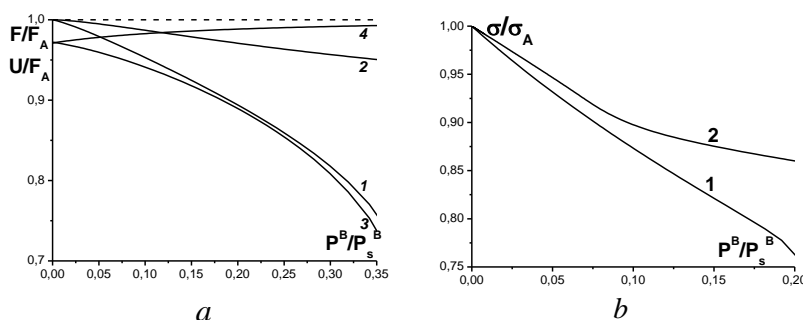 1,0
F/F_A
U/F_A
0,9
0,8
0,7
4
2
1
3
P^B/P_s^B
0,00 0,05 0,10 0,15 0,20 0,25 0,30 0,35
a
1,00
σ/σ_A
0,95
0,90
0,85
0,80
0,75
2
1
P^B/P_s^B
0,00 0,05 0,10 0,15 0,20
b